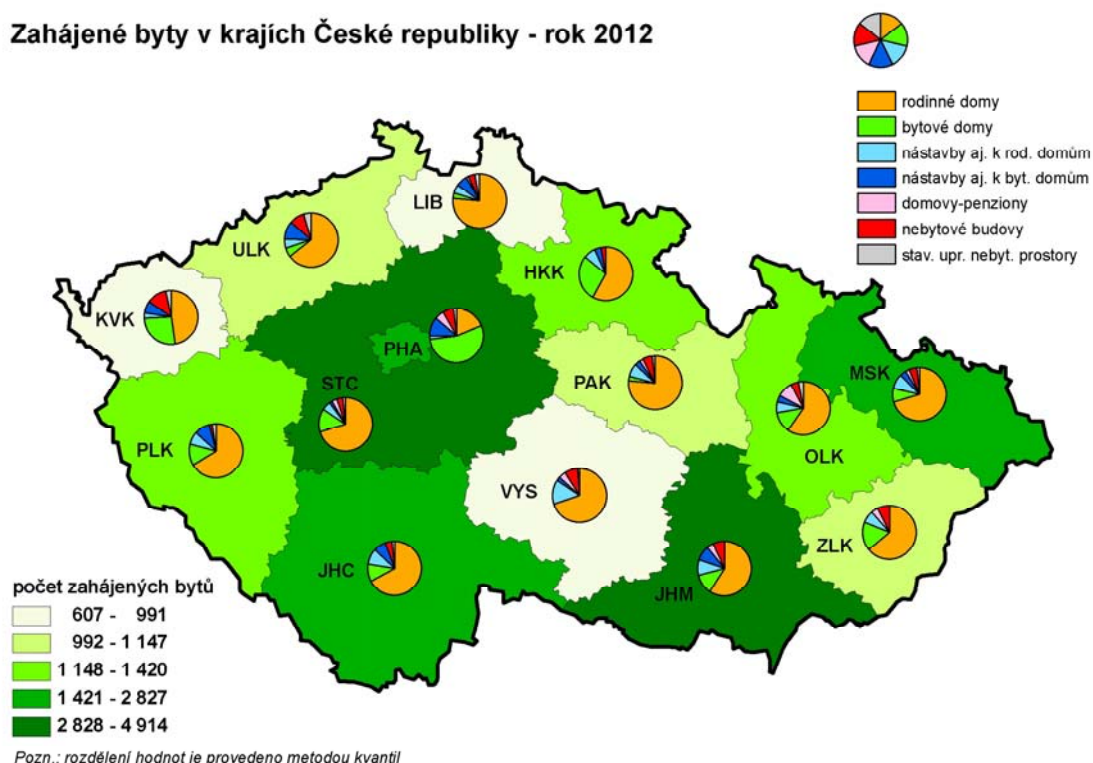 Zahájené byty v krajích České republiky - rok 2012
rodinné domy
bytové domy
nástavby aj. k rod. domům
nástavby aj. k byt. domům
domovy-penziony
nebytové budovy
stav. upr. nebyt. prostory
LIB
ULK
HKK
KVK
PHA
PAK
MSK
STC
PLK
OLK
VYS
ZLK
JHC
JHM
počet zahájených bytů
607 - 991
992 - 1 147
1 148 - 1 420
1 421 - 2 827
2 828 - 4 914
Pozn.: rozdělení hodnot je provedeno metodou kvantil